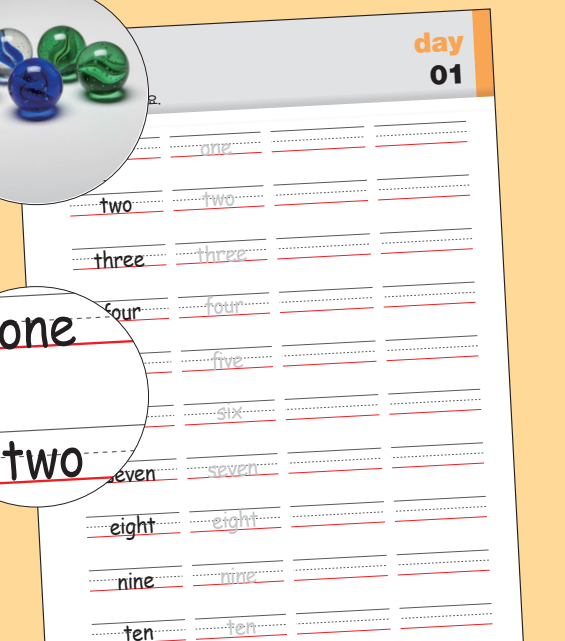 day
01
요.
one
two two
three three
four four
five
six
seven seven
eight eight
nine nine
ten ten
one
two